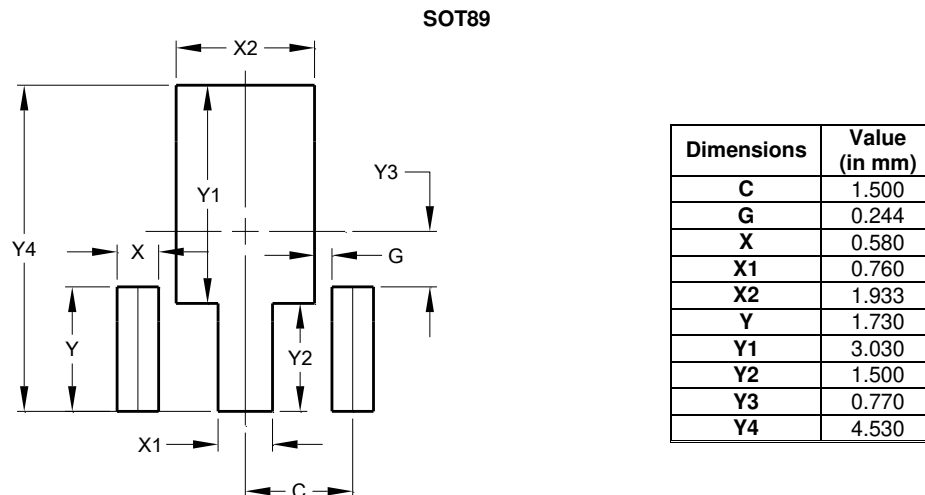 SOT89
X2
Y3
Y1
Y4
X
G
Y
Y2
X1
C
Dimensions Value (in mm)
C 1.500
G 0.244
X 0.580
X1 0.760
X2 1.933
Y 1.730
Y1 3.030
Y2 1.500
Y3 0.770
Y4 4.530